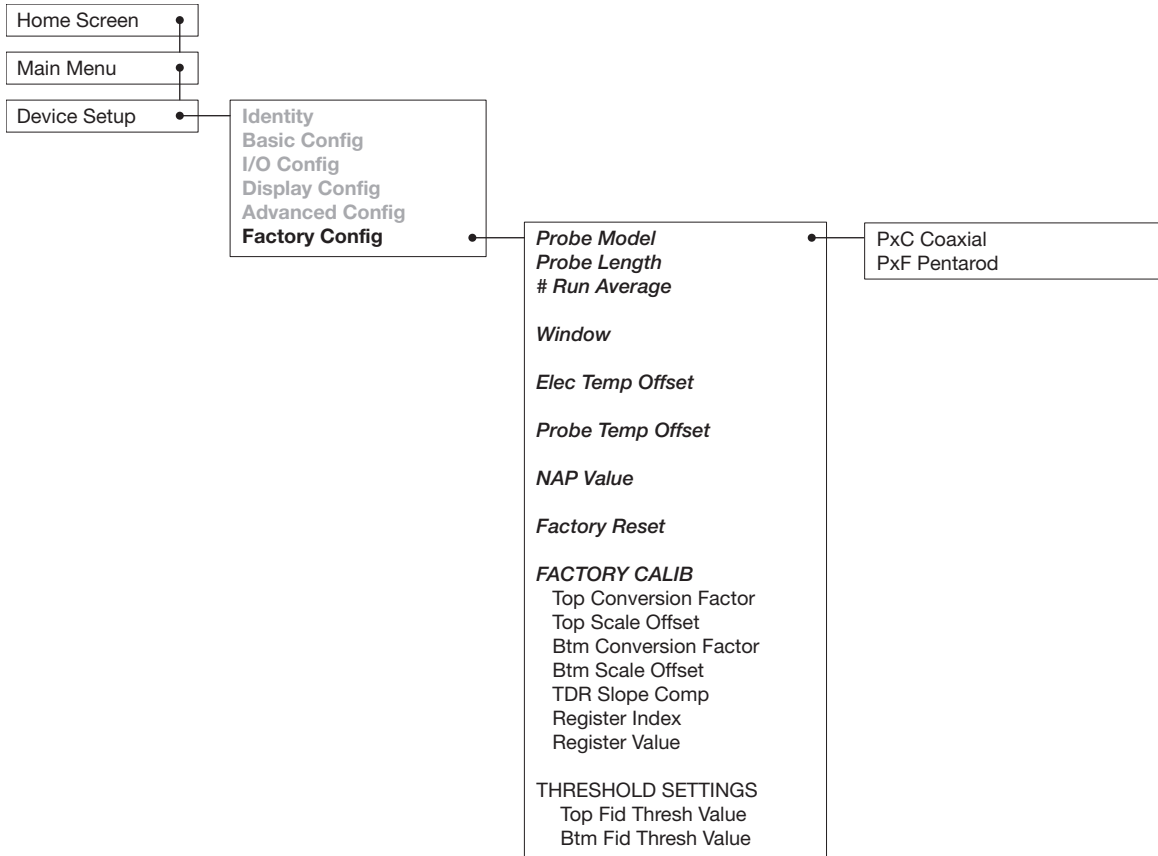 Home Screen
Main Menu
Device Setup
Identity
Basic Config
I/O Config
Display Config
Advanced Config
Factory Config
Probe Model
Probe Length
# Run Average
Window
Elec Temp Offset
Probe Temp Offset
NAP Value
Factory Reset
FACTORY CALIB
Top Conversion Factor
Top Scale Offset
Btm Conversion Factor
Btm Scale Offset
TDR Slope Comp
Register Index
Register Value
THRESHOLD SETTINGS
Top Fid Thresh Value
Btm Fid Thresh Value
PxC Coaxial
PxF Pentarod